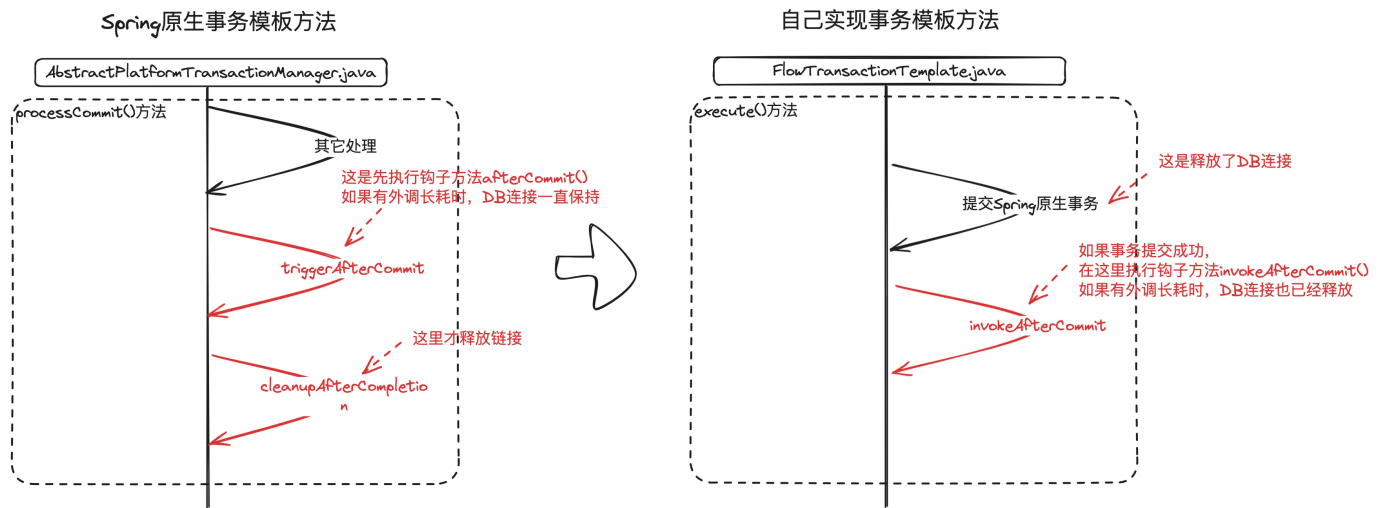 Spring原生事务模板方法
AbstractPlatformTransactionManager.java
processCommit()方法
其它处理
这是先执行钩子方法afterCommit()
如果有外调长耗时，DB连接一直保持
triggerAfterCommit
这里才释放链接
cleanupAfterCompletio
n
自己实现事务模板方法
FlowTransactionTemplate.java
execute()方法
这是释放了DB连接
提交Spring原生事务
如果事务提交成功，
在这里执行钩子方法invokeAfterCommit()
如果有外调长耗时，DB连接也已经释放
invokeAfterCommit